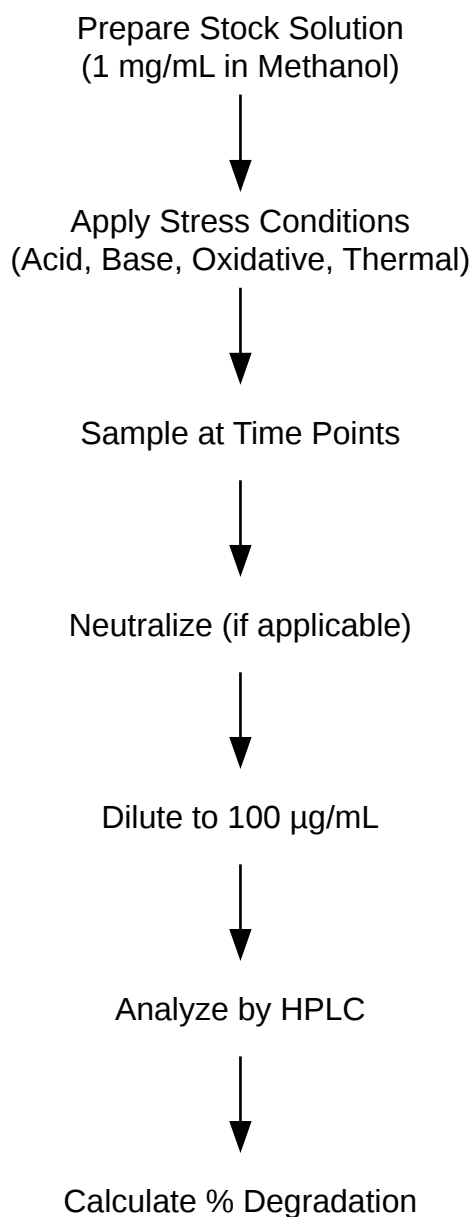 Prepare Stock Solution
(1 mg/mL in Methanol)
Apply Stress Conditions
(Acid, Base, Oxidative, Thermal)
Sample at Time Points
Neutralize (if applicable)
Dilute to 100 µg/mL
Analyze by HPLC
Calculate % Degradation